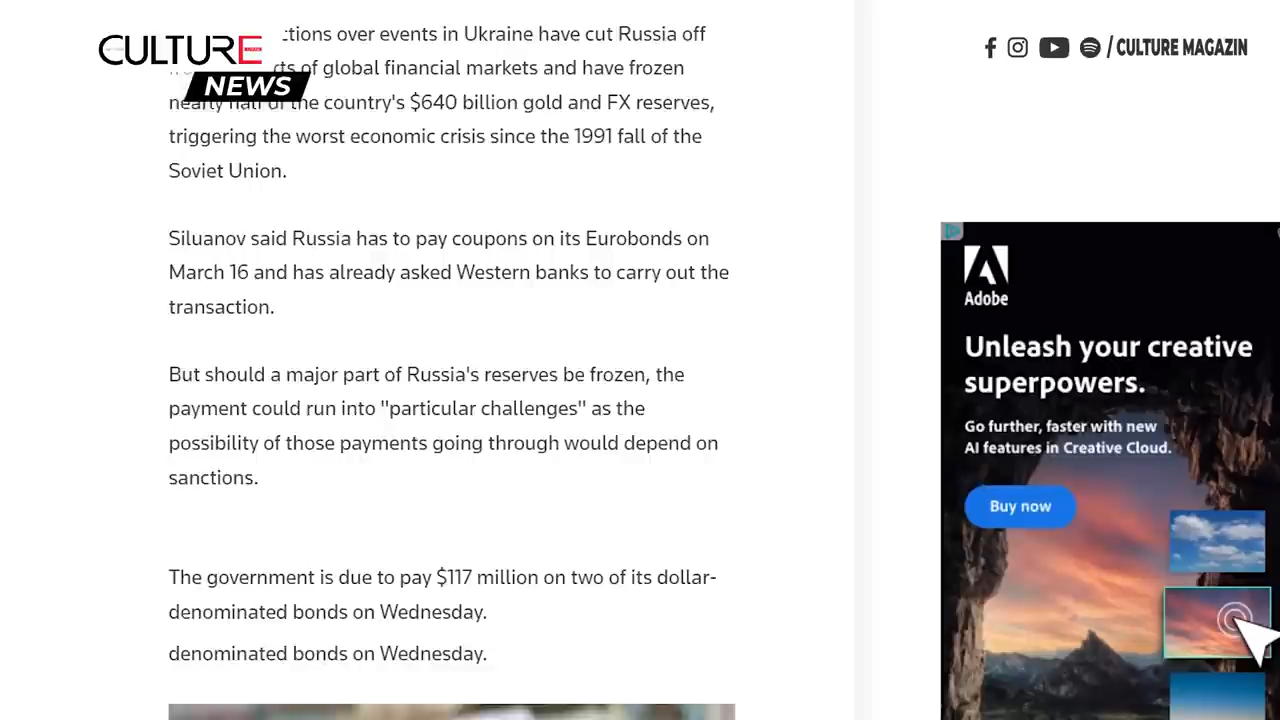 CULTURE
NEWS
/ CULTURE MAGAZIN
over events in Ukraine have cut Russia off
of global financial markets and have frozen
nearly half of the country's $640 billion gold and FX reserves,
triggering the worst economic crisis since the 1991 fall of the
Soviet Union.
Siluanov said Russia has to pay coupons on its Eurobonds on
March 16 and has already asked Western banks to carry out the
transaction.
But should a major part of Russia's reserves be frozen, the
payment could run into "particular challenges" as the
possibility of those payments going through would depend on
sanctions.
The government is due to pay $117 million on two of its dollar-
denominated bonds on Wednesday.
denominated bonds on Wednesday.
Adobe
Unleash your creative
superpowers.
Go further, faster with new
AI features in Creative Cloud.
Buy now